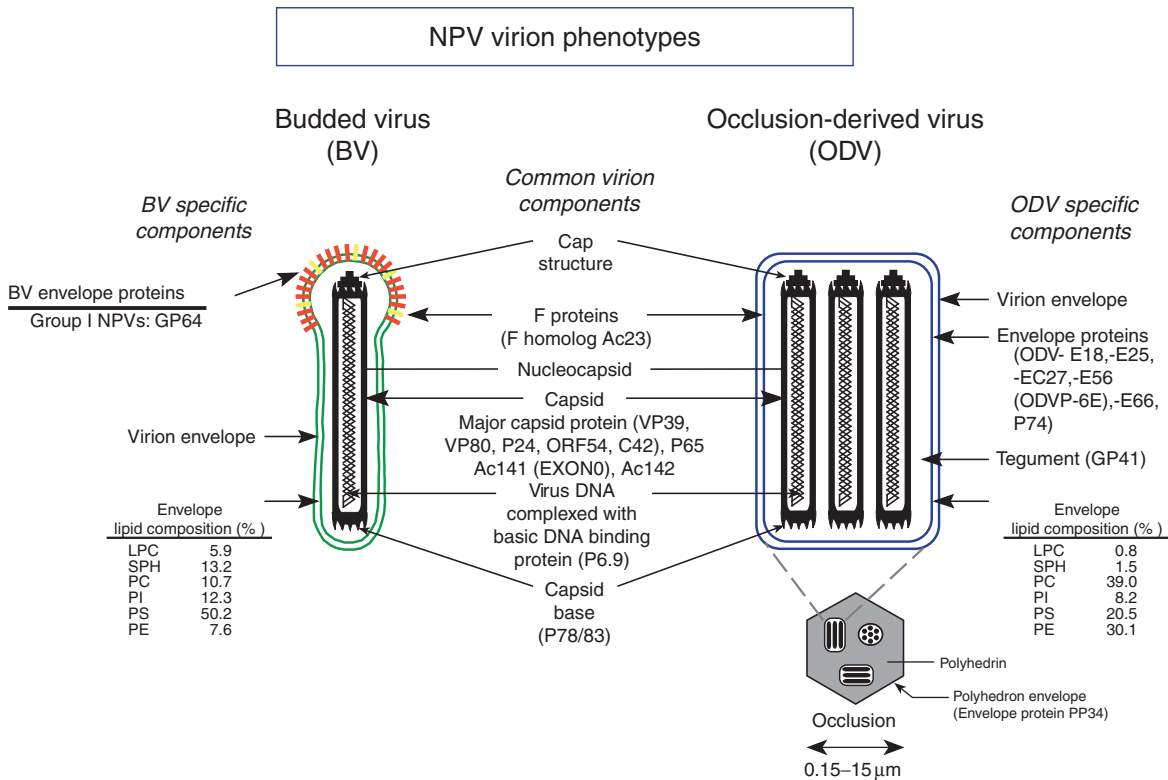 NPV virion phenotypes
Budded virus
(BV)
Occlusion-derived virus
(ODV)
BV specific
components
Common virion
components
ODV specific
components
BV envelope proteins
Group I NPVs: GP64
Virion envelope
Envelope
lipid composition (% )
LPC 5.9
SPH 13.2
PC 10.7
PI 12.3
PS 50.2
PE 7.6
Cap
structure
F proteins
(F homolog Ac23)
Nucleocapsid
Capsid
Major capsid protein (VP39,
VP80, P24, ORF54, C42), P65
Ac141 (EXON0), Ac142
Virus DNA
complexed with
basic DNA binding
protein (P6.9)
Capsid
base
(P78/83)
Virion envelope
Envelope proteins
(ODV- E18,-E25,
-EC27,-E56
(ODVP-6E),-E66,
P74)
Tegument (GP41)
Envelope
lipid composition (%)
LPC 0.8
SPH 1.5
PC 39.0
PI 8.2
PS 20.5
PE 30.1
Polyhedrin
Polyhedron envelope
(Envelope protein PP34)
Occlusion
0.15–15 μm